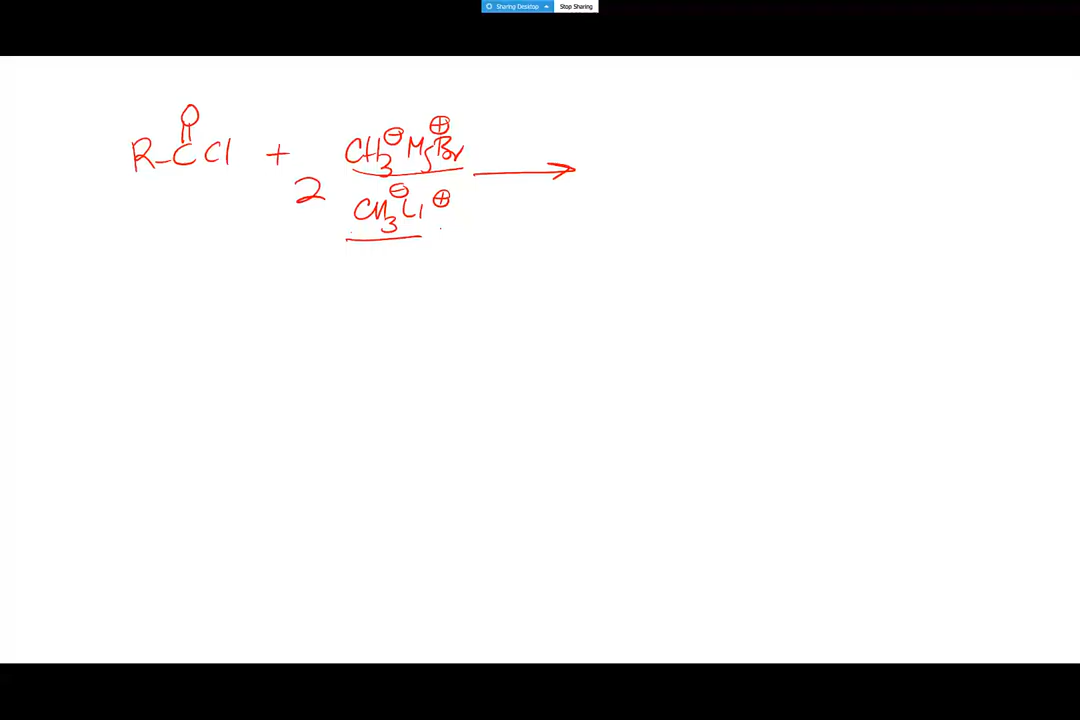 Sharing Desktop Stop Sharing
O
R-C Cl + CH3⊖ MgBr⊕ →
2 CH3⊖ Li⊕